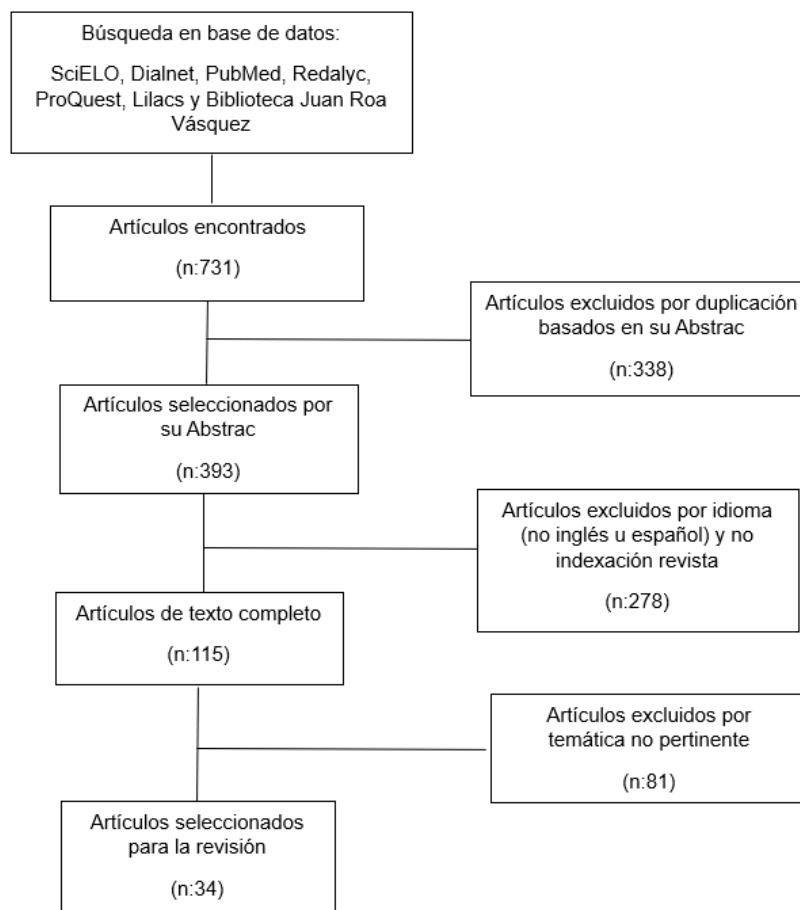 Búsqueda en base de datos:
SciELO, Dialnet, PubMed, Redalyc,
ProQuest, Lilacs y Biblioteca Juan Roa
Vásquez
Artículos encontrados
(n:731)
Artículos excluidos por duplicación
basados en su Abstrac
(n:338)
Artículos seleccionados por
su Abstrac
(n:393)
Artículos excluidos por idioma
(no inglés u español) y no
indexación revista
(n:278)
Artículos de texto completo
(n:115)
Artículos excluidos por
temática no pertinente
(n:81)
Artículos seleccionados
para la revisión
(n:34)